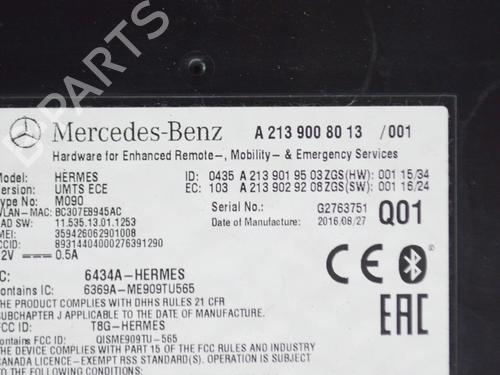 B-PARTS
Mercedes-Benz A 213 900 80 13 /001
Hardware for Enhanced Remote-, Mobility- & Emergency Services
Model: HERMES ID: 0435 A 213 901 95 03 ZGS(HW): 001 15/34
Version: UMTS ECE EC: 103 A 213 902 92 08 ZGS(SW): 001 16/24
Type: M090
WLAN-MAC: BC307EB945AC Serial No.: G2763751 Q01
AD SW: 11.535.13.01.1253 Date of Manufacture: 2016/08/27
MEI: 359426062901008
CCID: 89314404000276391290
12V 0.5A
C: 6434A-HERMES CE
Contains IC: 6369A-ME909TU565
THE PRODUCT COMPLIES WITH DHHS RULES 21 CFR
SUBCHAPTER J APPLICABLE TO THE DATE OF MANUFACTURE EAC
FCC ID: T8G-HERMES
Contains FCC ID: QISME909TU-565
THE DEVICE COMPLIES WITH PART 15 OF THE FCC RULES AND INDUSTRY
CANADA LICENCE-EXEMPT RSS STANDARD(S). OPERATION IS SUBJECT
TO THE FOLLOWING CONDITIONS: